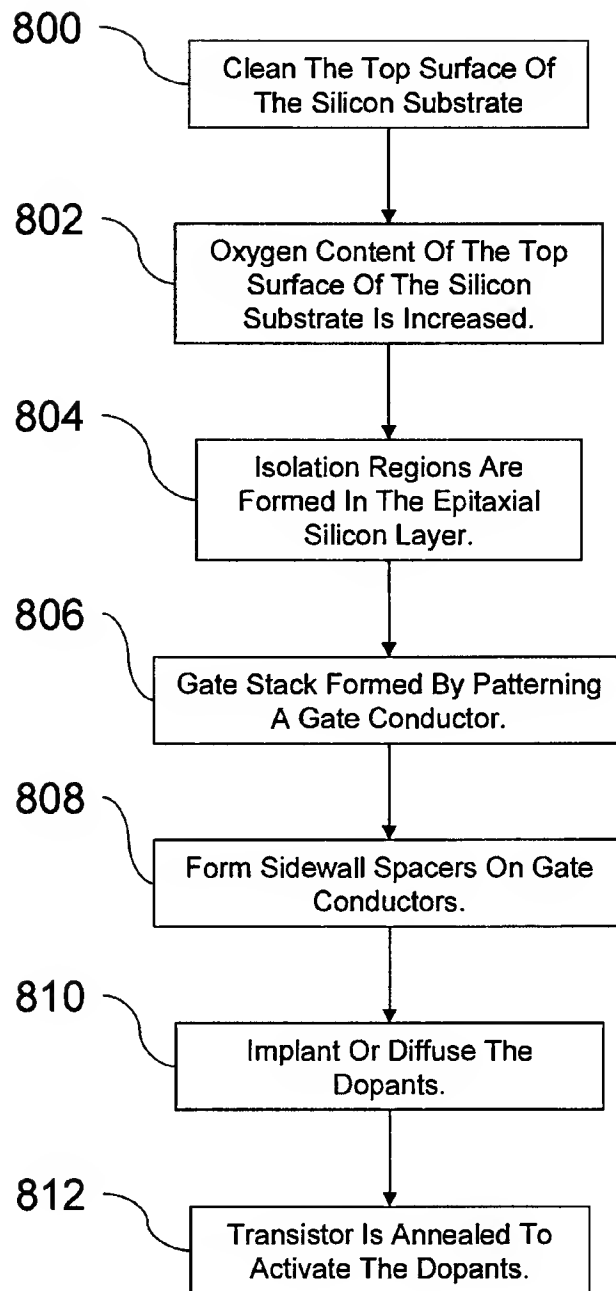 800
Clean The Top Surface Of
The Silicon Substrate
802
Oxygen Content Of The Top
Surface Of The Silicon
Substrate Is Increased.
804
Isolation Regions Are
Formed In The Epitaxial
Silicon Layer.
806
Gate Stack Formed By Patterning
A Gate Conductor.
808
Form Sidewall Spacers On Gate
Conductors.
810
Implant Or Diffuse The
Dopants.
812
Transistor Is Annealed To
Activate The Dopants.